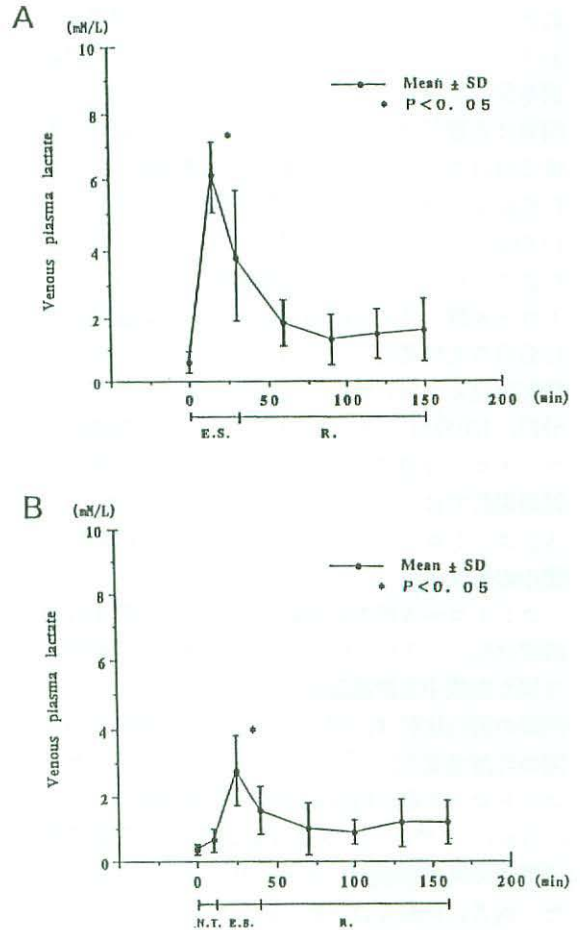 A
(mM/L)
10
8
6
4
2
0
Venous plasma lactate
Mean ± SD
* P<0.05
0 50 100 150 200 (min)
E.S. R.
B
(mM/L)
10
8
6
4
2
0
Venous plasma lactate
Mean ± SD
* P<0.05
0 50 100 150 200 (min)
N.T. E.S. R.